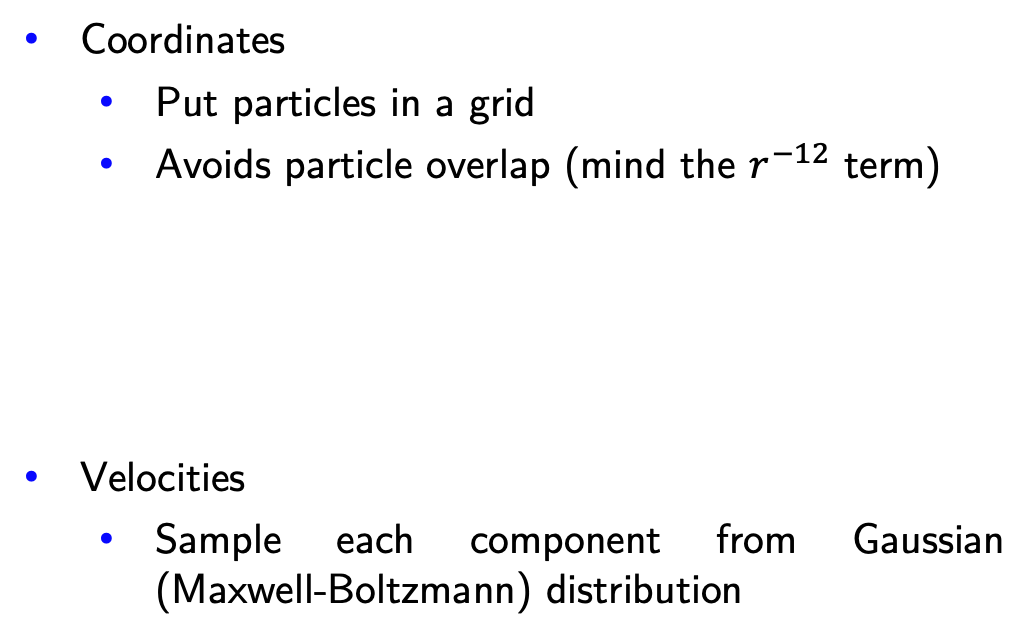 • Coordinates
• Put particles in a grid
• Avoids particle overlap (mind the r⁻¹² term)
• Velocities
• Sample each component from Gaussian
(Maxwell-Boltzmann) distribution